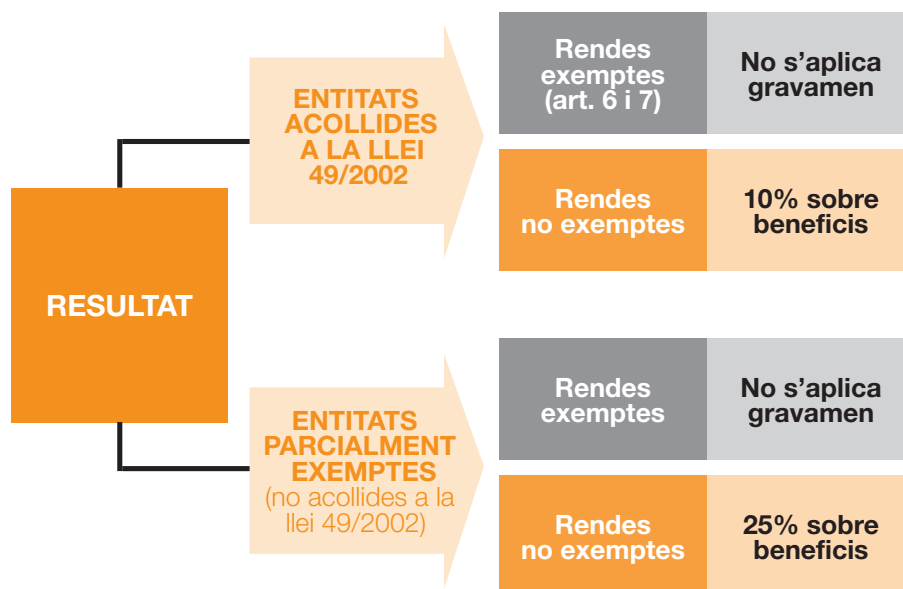 RESULTAT
ENTITATS
ACOLLIDES
A LA LLEI
49/2002
Rendes
exemptes
(art. 6 i 7)
No s’aplica
gravamen
Rendes
no exemptes
10% sobre
beneficis
ENTITATS
PARCIALMENT
EXEMPTES
(no acollides a la
llei 49/2002)
Rendes
exemptes
No s’aplica
gravamen
Rendes
no exemptes
25% sobre
beneficis